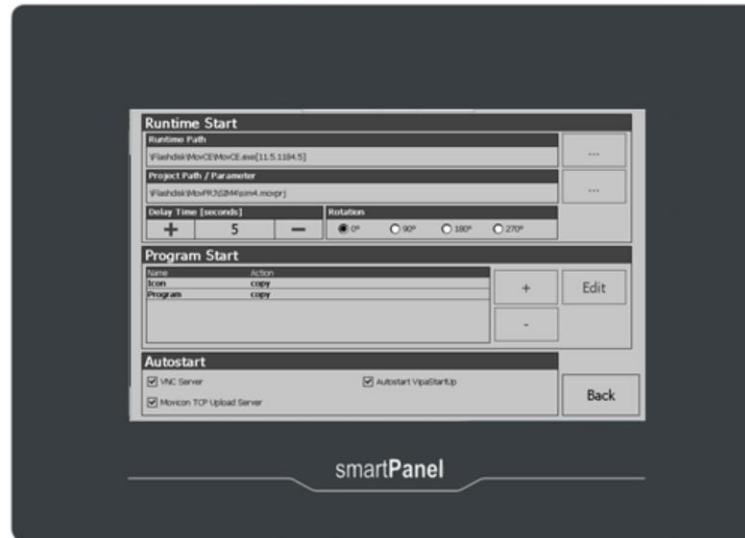 Runtime Start
Runtime Path
\Flashdisk\MovCE\MovCE.exe[11.5.1184.5]
...
Project Path / Parameter
\Flashdisk\MovPRJ\SIM4\sim4.movprj
...
Delay Time [seconds]
Rotation
+ 5 −
0° 90° 180° 270°
Program Start
Name Action
Icon copy
Program copy
+
Edit
-
Autostart
VNC Server
Autostart VipaStartUp
Movicon TCP Upload Server
Back
smartPanel